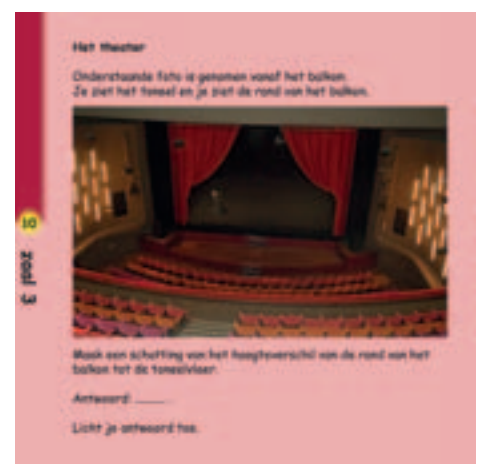 Het theater
Onderstaande foto is genomen vanaf het balkon.
Je ziet het toneel en je ziet de rand van het balkon.
10
zaal 3
Maak een schatting van het hoogteverschil van de rand van het
balkon tot de toneelvloer.
Antwoord: ______ .
Licht je antwoord toe.